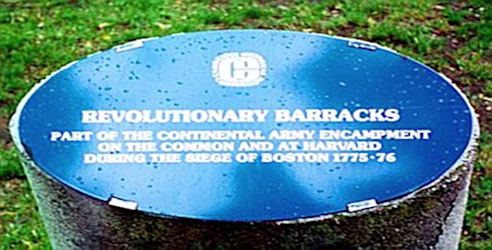 C
REVOLUTIONARY BARRACKS
PART OF THE CONTINENTAL ARMY ENCAMPMENT
ON THE COMMON AND AT HARVARD
DURING THE SIEGE OF BOSTON 1775-76